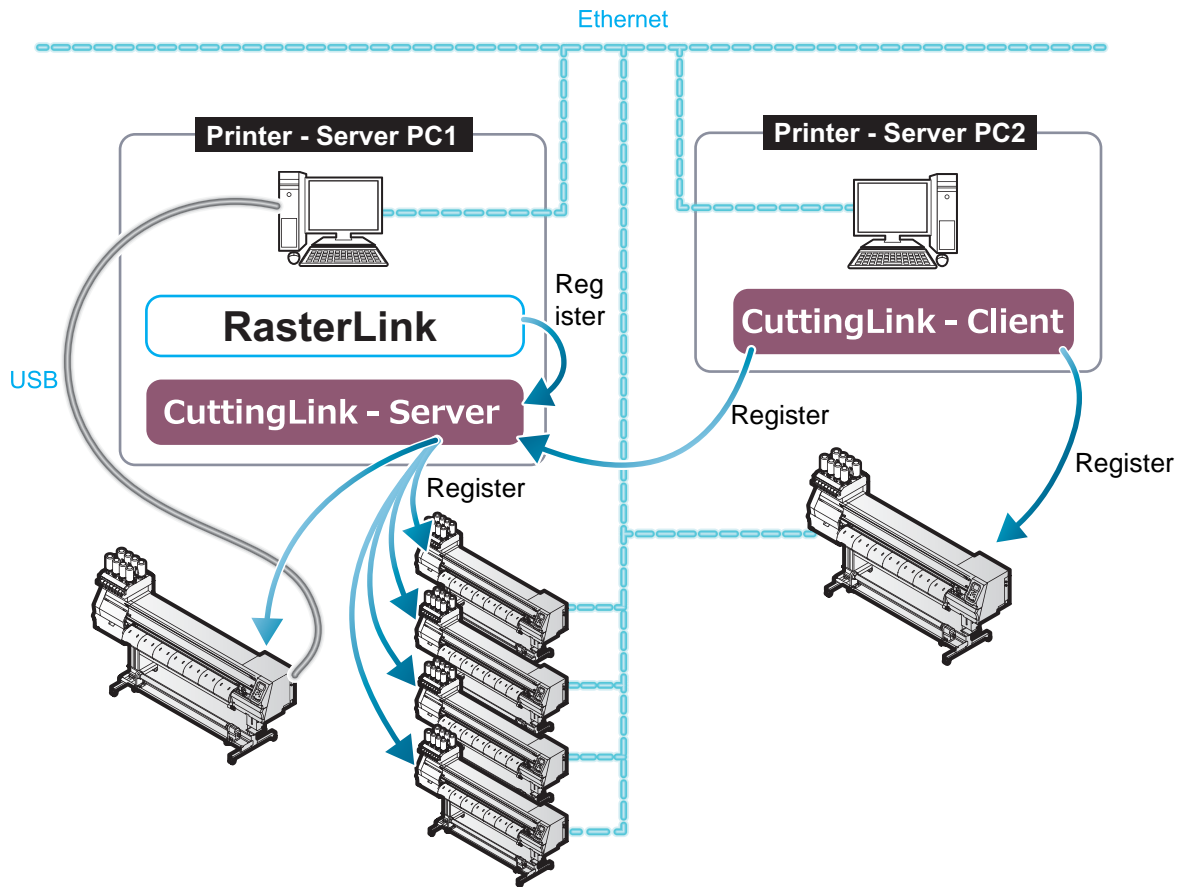 Ethernet
Printer - Server PC1
Printer - Server PC2
Reg
ister
RasterLink
CuttingLink - Client
USB
CuttingLink - Server
Register
Register
Register